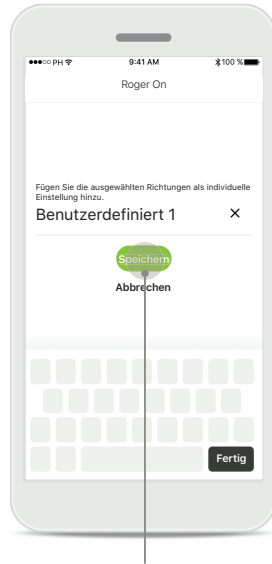 PH 9:41 AM 100 %
Roger On
Fügen Sie die ausgewählten Richtungen als individuelle
Einstellung hinzu.
Benutzerdefiniert 1
Speichern
Abbrechen
Fertig